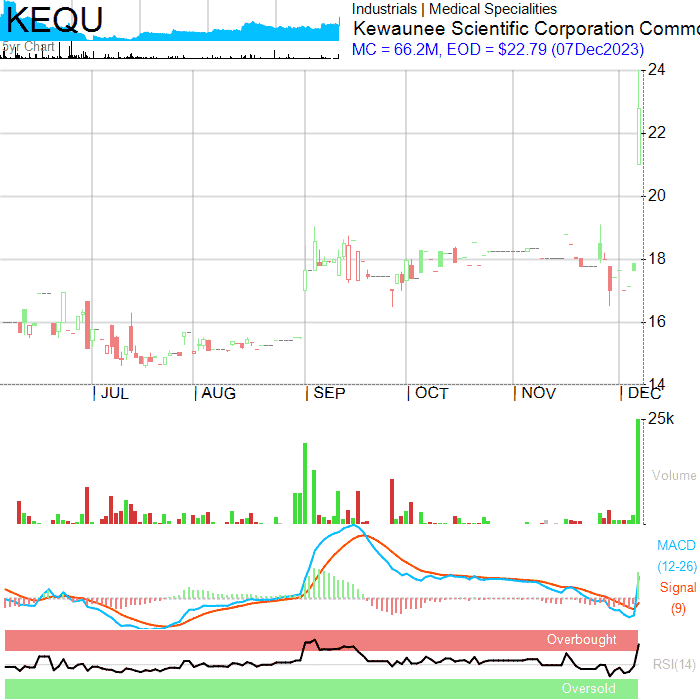 KEQU
5yr Chart
Industrials | Medical Specialities
Kewaunee Scientific Corporation Commo
MC = 66.2M, EOD = $22.79 (07Dec2023)
24
22
20
18
16
14
JUL
AUG
SEP
OCT
NOV
DEC
25k
Volume
MACD
(12-26)
Signal
(9)
Overbought
RSI(14)
Oversold